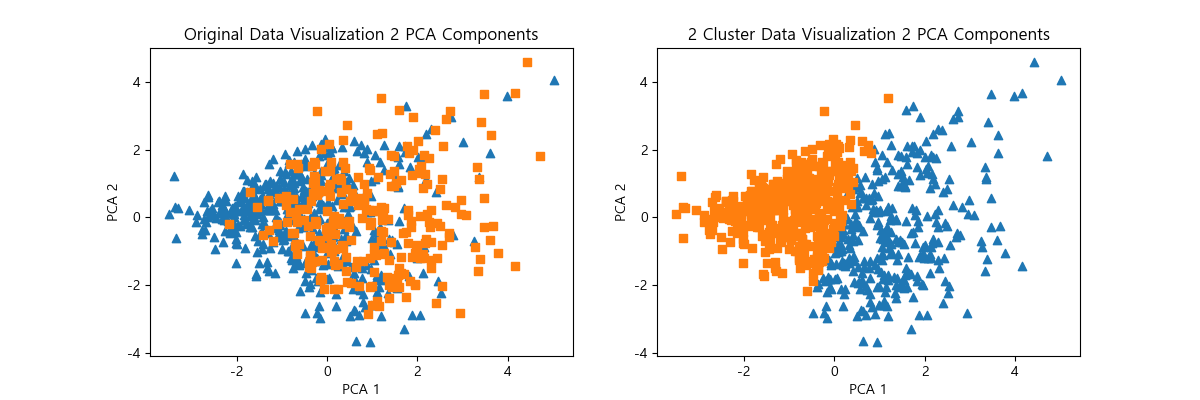 Original Data Visualization 2 PCA Components
4
2
0
-2
-4
PCA 2
-2 0 2 4
PCA 1
2 Cluster Data Visualization 2 PCA Components
4
2
0
-2
-4
PCA 2
-2 0 2 4
PCA 1